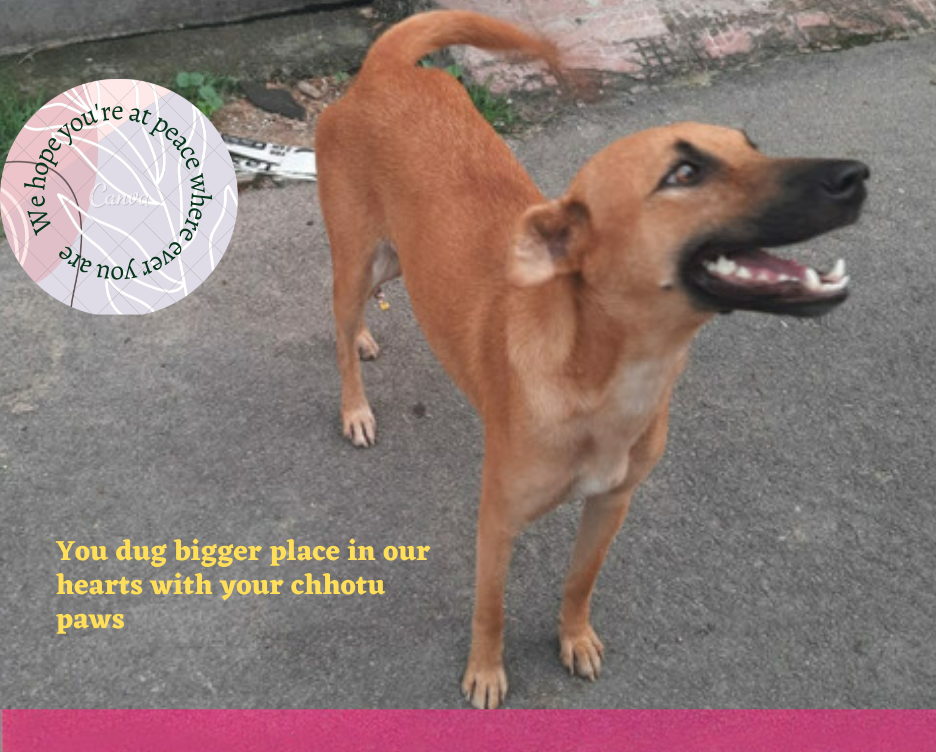 We hope you're at peace where ever you are
Canva
You dug bigger place in our
hearts with your chhotu
paws